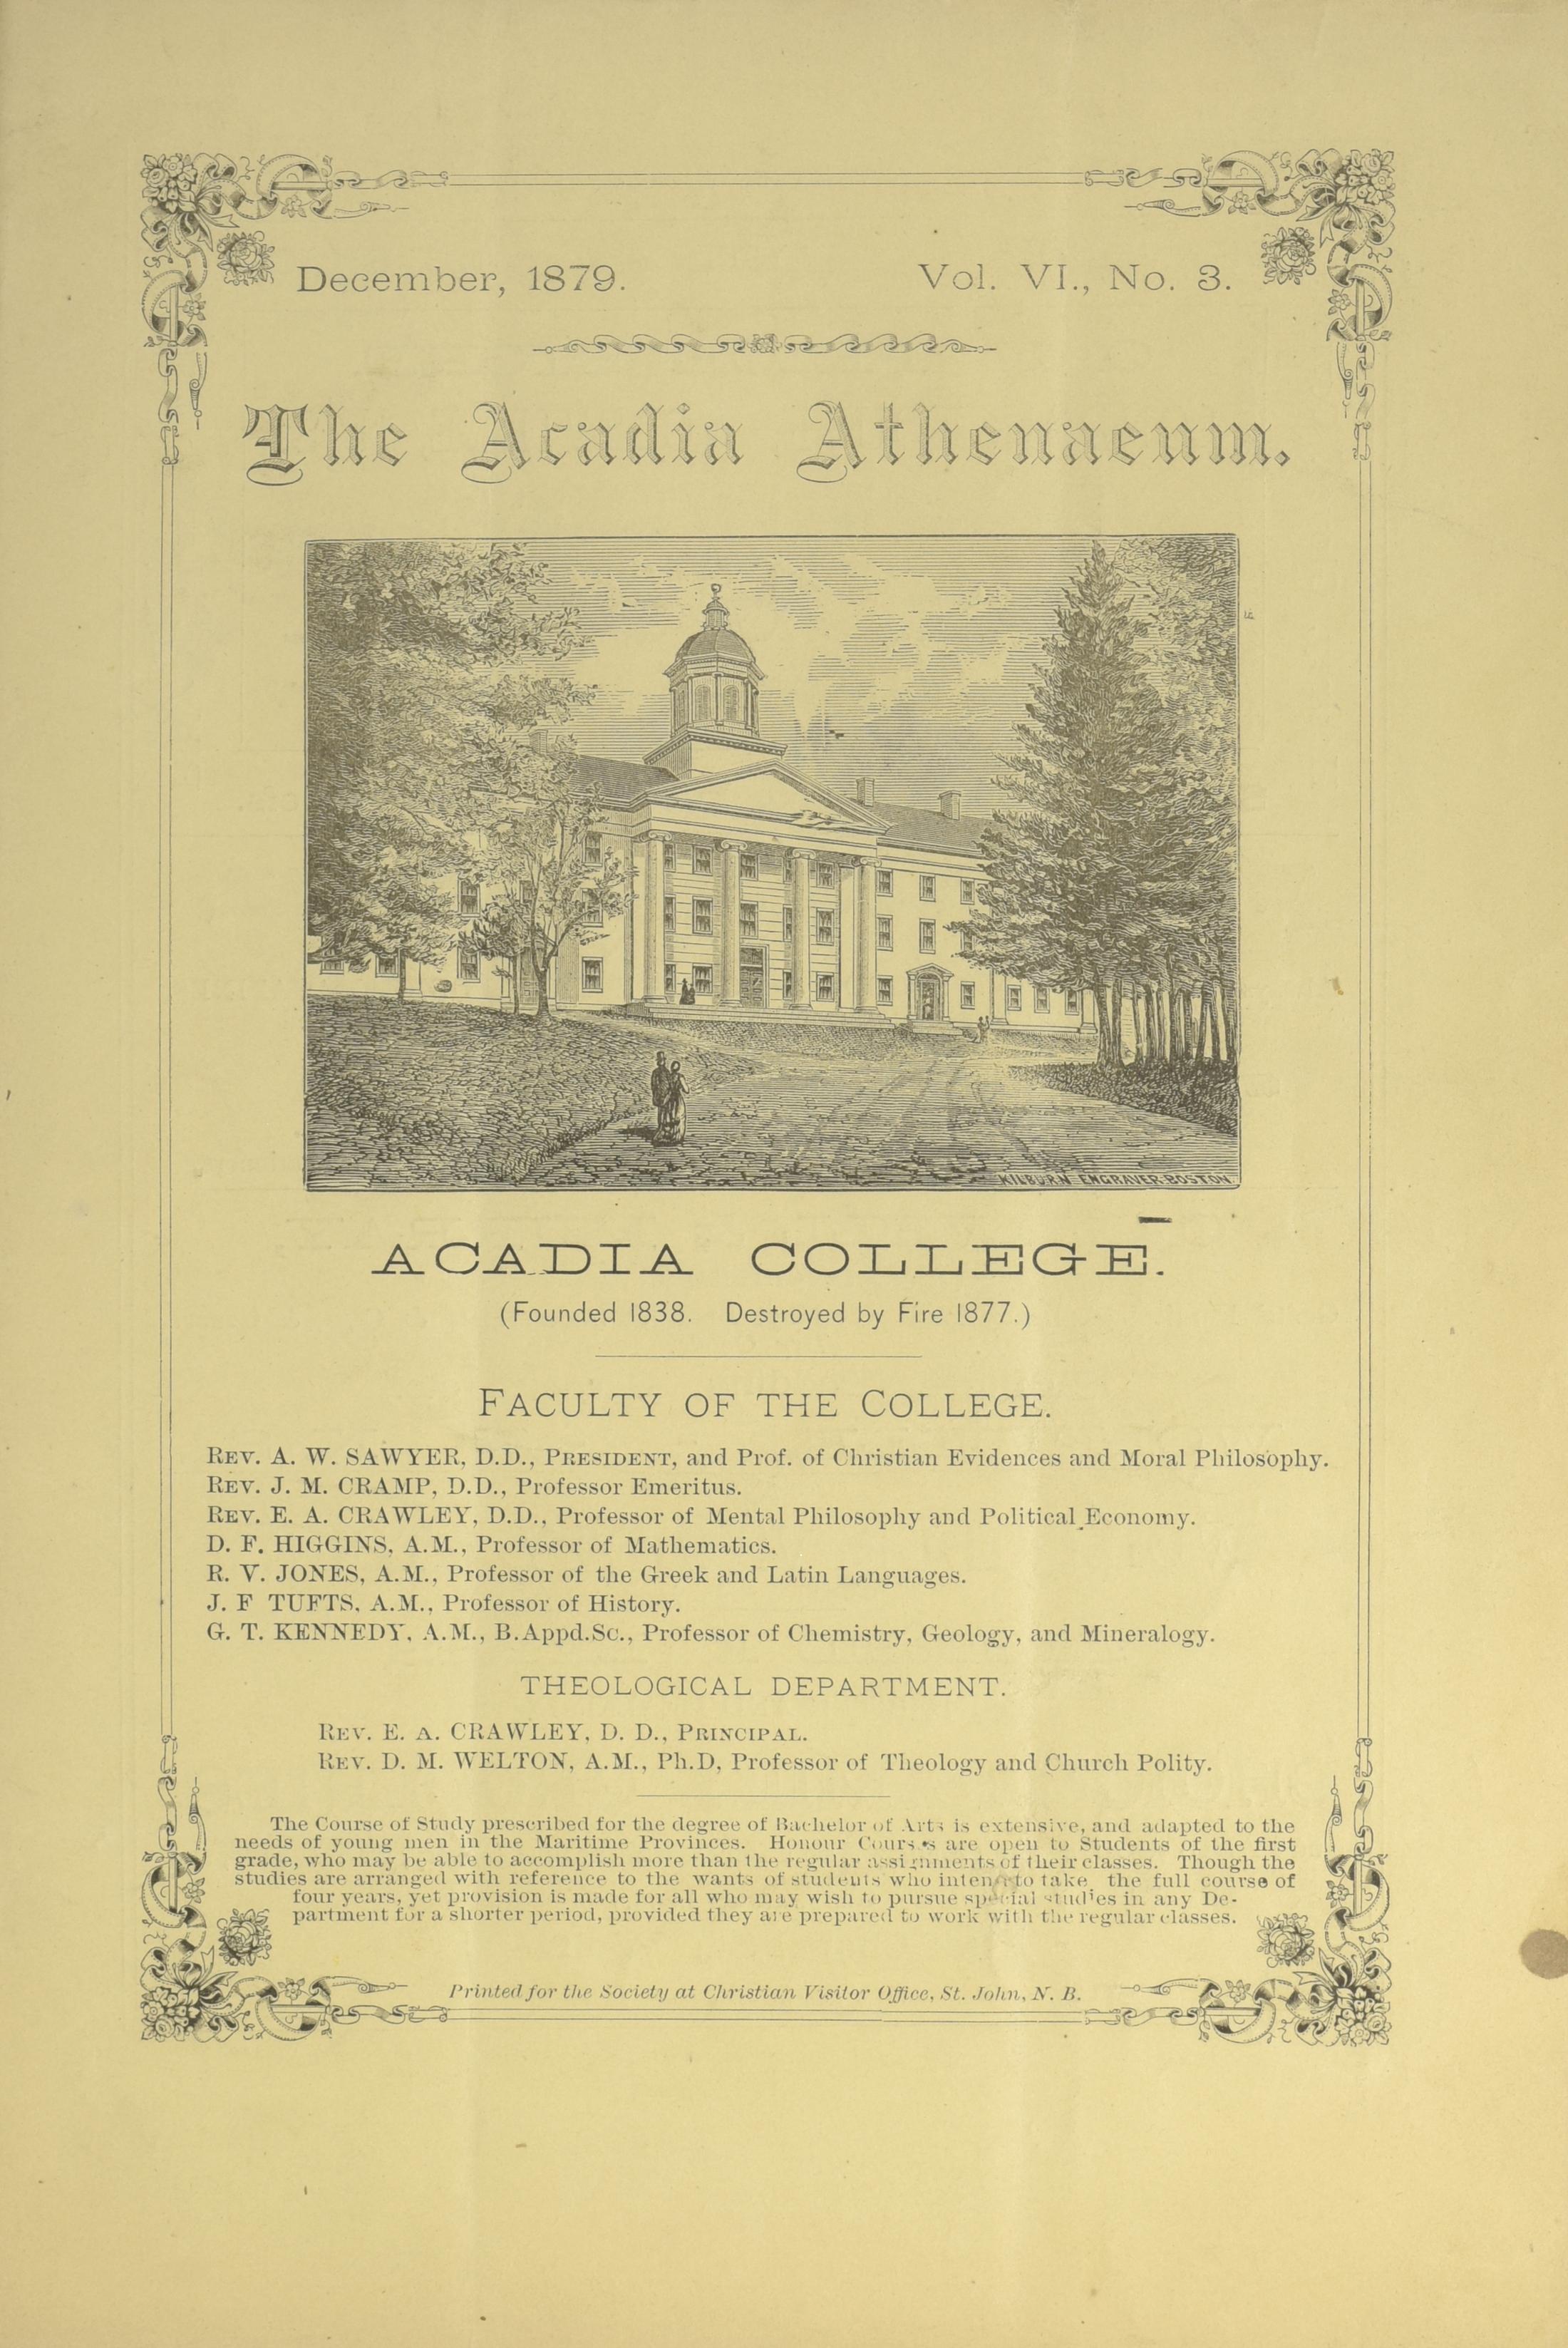 December, 1879.
Vol. VI., No. 3.
The Acadia Athenaeum.
KILBURN ENGRAVER BOSTON
ACADIA COLLEGE.
(Founded 1838. Destroyed by Fire 1877.)
FACULTY OF THE COLLEGE.
REV. A. W. SAWYER, D.D., PRESIDENT, and Prof. of Christian Evidences and Moral Philosophy.
REV. J. M. CRAMP, D.D., Professor Emeritus.
REV. E. A. CRAWLEY, D.D., Professor of Mental Philosophy and Political Economy.
D. F. HIGGINS, A.M., Professor of Mathematics.
R. V. JONES, A.M., Professor of the Greek and Latin Languages.
J. F TUFTS, A.M., Professor of History.
G. T. KENNEDY, A.M., B.Appd.Sc., Professor of Chemistry, Geology, and Mineralogy.
THEOLOGICAL DEPARTMENT.
REV. E. A. CRAWLEY, D. D., PRINCIPAL.
REV. D. M. WELTON, A.M., Ph.D, Professor of Theology and Church Polity.
The Course of Study prescribed for the degree of Bachelor of Arts is extensive, and adapted to the
needs of young men in the Maritime Provinces. Honour Courses are open to Students of the first
grade, who may be able to accomplish more than the regular assignments of their classes. Though the
studies are arranged with reference to the wants of students who intend to take the full course of
four years, yet provision is made for all who may wish to pursue special studies in any De-
partment for a shorter period, provided they are prepared to work with the regular classes.
Printed for the Society at Christian Visitor Office, St. John, N. B.